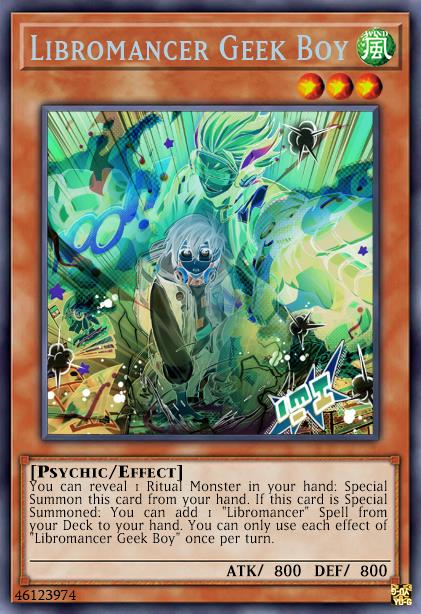 LIBROMANCER GEEK BOY
WIND
風
[PSYCHIC/EFFECT]
You can reveal 1 Ritual Monster in your hand: Special
Summon this card from your hand. If this card is Special
Summoned: You can add 1 "Libromancer" Spell from
your Deck to your hand. You can only use each effect of
"Libromancer Geek Boy" once per turn.
ATK/ 800 DEF/ 800
46123974